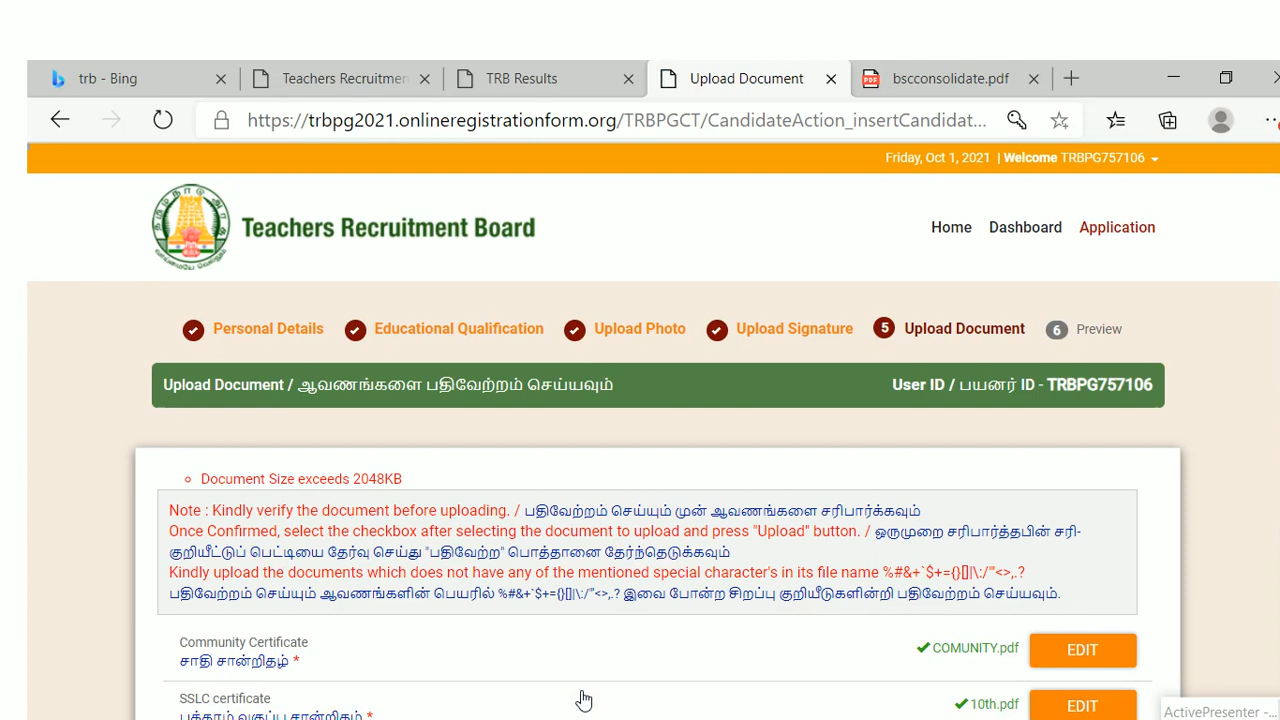 trb - Bing
Teachers Recruitmen
TRB Results
Upload Document
bscconsolidate.pdf
https://trbpg2021.onlineregistrationform.org/TRBPGCT/CandidateAction_insertCandidat...
Friday, Oct 1, 2021 | Welcome TRBPG757106
Teachers Recruitment Board
Home Dashboard Application
Personal Details Educational Qualification Upload Photo Upload Signature 5 Upload Document 6 Preview
Upload Document / ஆவணங்களை பதிவேற்றம் செய்யவும் User ID / பயனர் ID - TRBPG757106
Document Size exceeds 2048KB
Note : Kindly verify the document before uploading. / பதிவேற்றம் செய்யும் முன் ஆவணங்களை சரிபார்க்கவும்
Once Confirmed, select the checkbox after selecting the document to upload and press "Upload" button. / ஒருமுறை சரிபார்த்தபின் சரி-
குறியீட்டுப் பெட்டியை தேர்வு செய்து "பதிவேற்ற" பொத்தானை தேர்ந்தெடுக்கவும்
Kindly upload the documents which does not have any of the mentioned special character's in its file name %#&+`$+={}[]|\:/'"<>,.?
பதிவேற்றம் செய்யும் ஆவணங்களின் பெயரில் %#&+`$+={}[]|\:/'"<>,.? இவை போன்ற சிறப்பு குறியீடுகளின்றி பதிவேற்றம் செய்யவும்.
Community Certificate
சாதி சான்றிதழ் *
COMUNITY.pdf EDIT
SSLC certificate
பத்தாம் வகுப்பு சான்றிதழ் *
10th.pdf EDIT
ActivePresenter -...